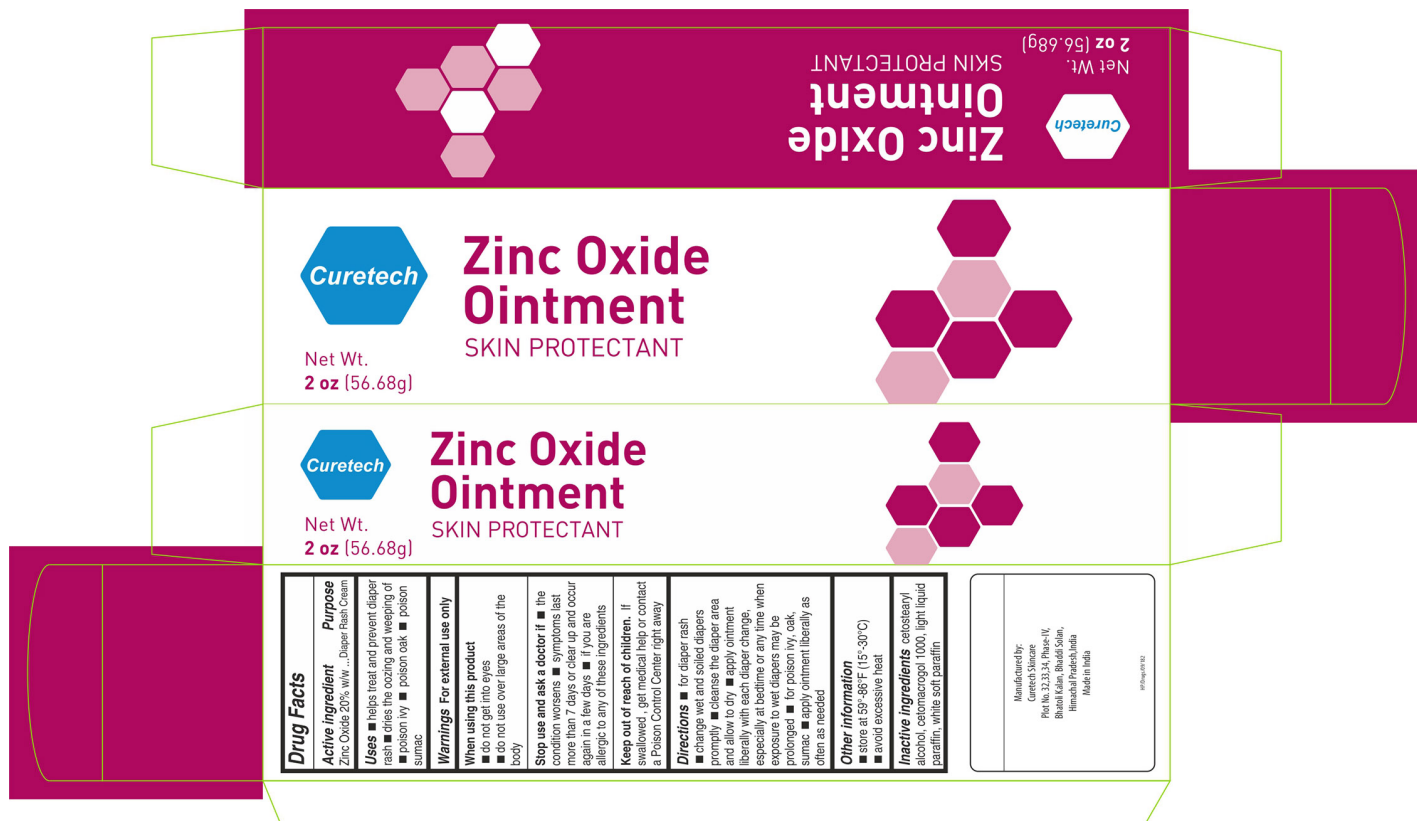 Zinc Oxide
Ointment
SKIN PROTECTANT
Curetech
Net Wt.
2 oz (56.68g)
Curetech
Zinc Oxide
Ointment
SKIN PROTECTANT
Net Wt.
2 oz (56.68g)
Curetech
Zinc Oxide
Ointment
SKIN PROTECTANT
Net Wt.
2 oz (56.68g)
Drug Facts
Active ingredient Purpose
Zinc Oxide 20% w/w ...Diaper Rash Cream
Uses ■ helps treat and prevent diaper
rash ■ dries the oozing and weeping of
■ poison ivy ■ poison oak ■ poison
sumac
Warnings For external use only
When using this product
■ do not get into eyes
■ do not use over large areas of the
body
Stop use and ask a doctor if ■ the
condition worsens ■ symptoms last
more than 7 days or clear up and occur
again in a few days ■ if you are
allergic to any of these ingredients
Keep out of reach of children. If
swallowed, get medical help or contact
a Poison Control Center right away
Directions ■ for diaper rash
■ change wet and soiled diapers
promptly ■ cleanse the diaper area
and allow to dry ■ apply ointment
liberally with each diaper change,
especially at bedtime or any time when
exposure to wet diapers may be
prolonged ■ for poison ivy, oak,
sumac ■ apply ointment liberally as
often as needed
Other information
■ store at 59°-86°F (15°-30°C)
■ avoid excessive heat
Inactive ingredients cetostearyl
alcohol, cetomacrogol 1000, light liquid
paraffin, white soft paraffin
Manufactured by:
Curetech Skincare
Plot No. 32,33,34, Phase-IV,
Bhatoli Kalan, Bhaddi Solan,
Himachal Pradesh,India
Made in India